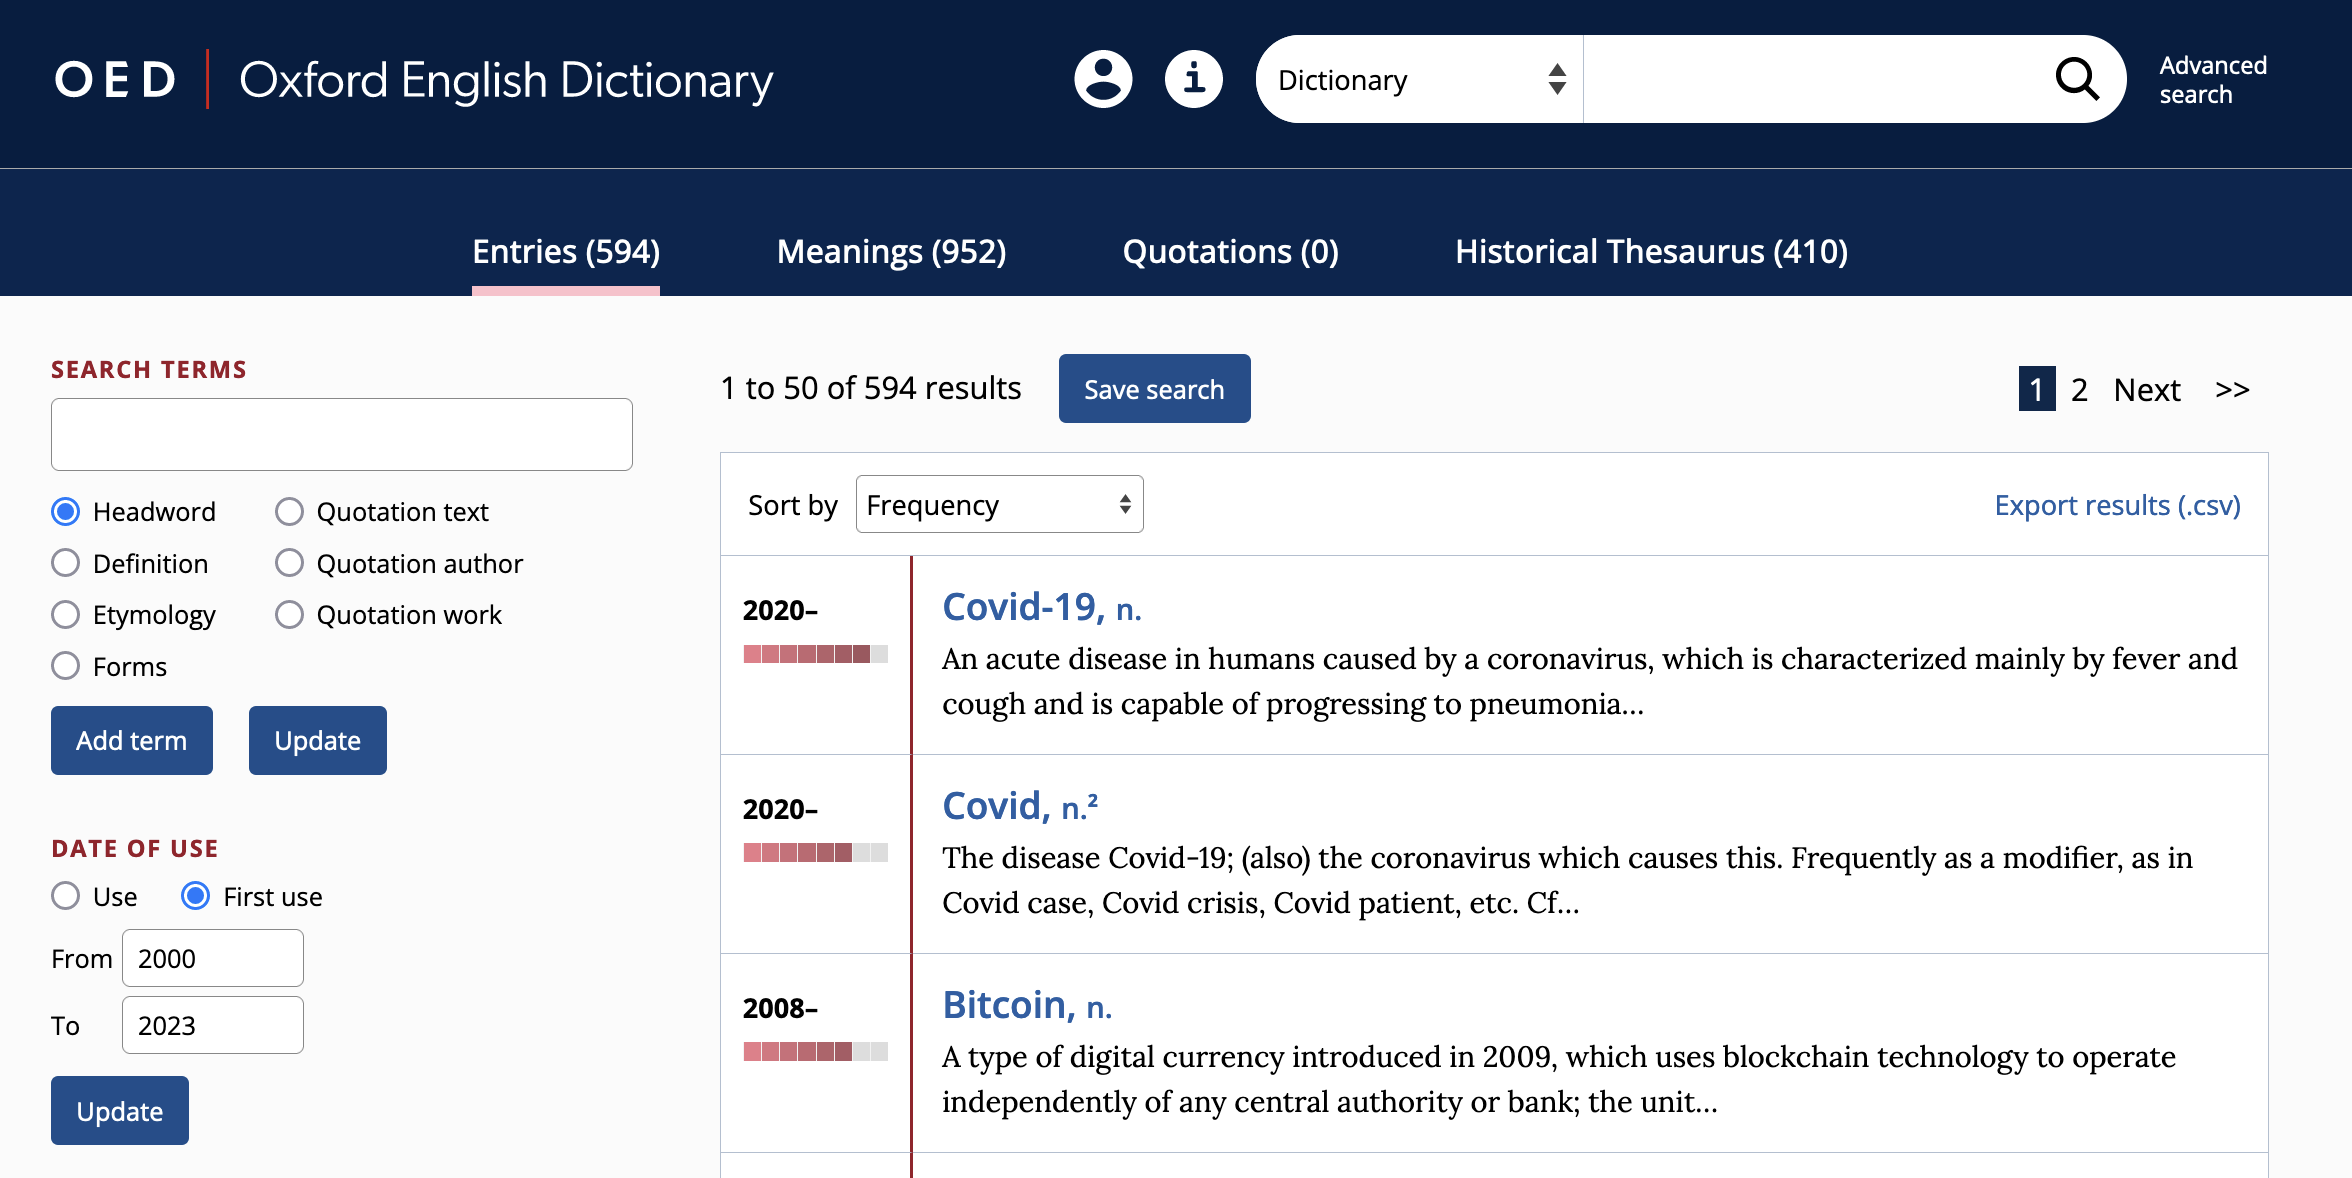 OED | Oxford English Dictionary
Dictionary
Advanced
search
Entries (594)
Meanings (952)
Quotations (0)
Historical Thesaurus (410)
SEARCH TERMS
Headword
Quotation text
Definition
Quotation author
Etymology
Quotation work
Forms
Add term
Update
DATE OF USE
Use
First use
From 2000
To 2023
Update
1 to 50 of 594 results
Save search
1 2 Next >>
Sort by Frequency
Export results (.csv)
2020–
Covid-19, n.
An acute disease in humans caused by a coronavirus, which is characterized mainly by fever and
cough and is capable of progressing to pneumonia…
2020–
Covid, n.²
The disease Covid-19; (also) the coronavirus which causes this. Frequently as a modifier, as in
Covid case, Covid crisis, Covid patient, etc. Cf…
2008–
Bitcoin, n.
A type of digital currency introduced in 2009, which uses blockchain technology to operate
independently of any central authority or bank; the unit…